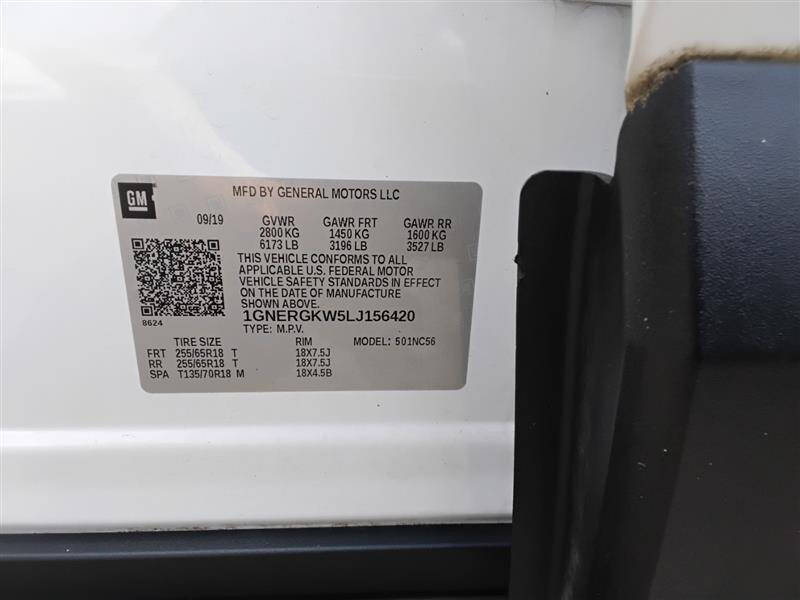 GM
MFD BY GENERAL MOTORS LLC
09/19 GVWR GAWR FRT GAWR RR
2800 KG 1450 KG 1600 KG
6173 LB 3196 LB 3527 LB
THIS VEHICLE CONFORMS TO ALL
APPLICABLE U.S. FEDERAL MOTOR
VEHICLE SAFETY STANDARDS IN EFFECT
ON THE DATE OF MANUFACTURE
SHOWN ABOVE.
8624
1GNERGKW5LJ156420
TYPE: M.P.V.
TIRE SIZE RIM MODEL: 501NC56
FRT 255/65R18 T 18X7.5J
RR 255/65R18 T 18X7.5J
SPA T135/70R18 M 18X4.5B